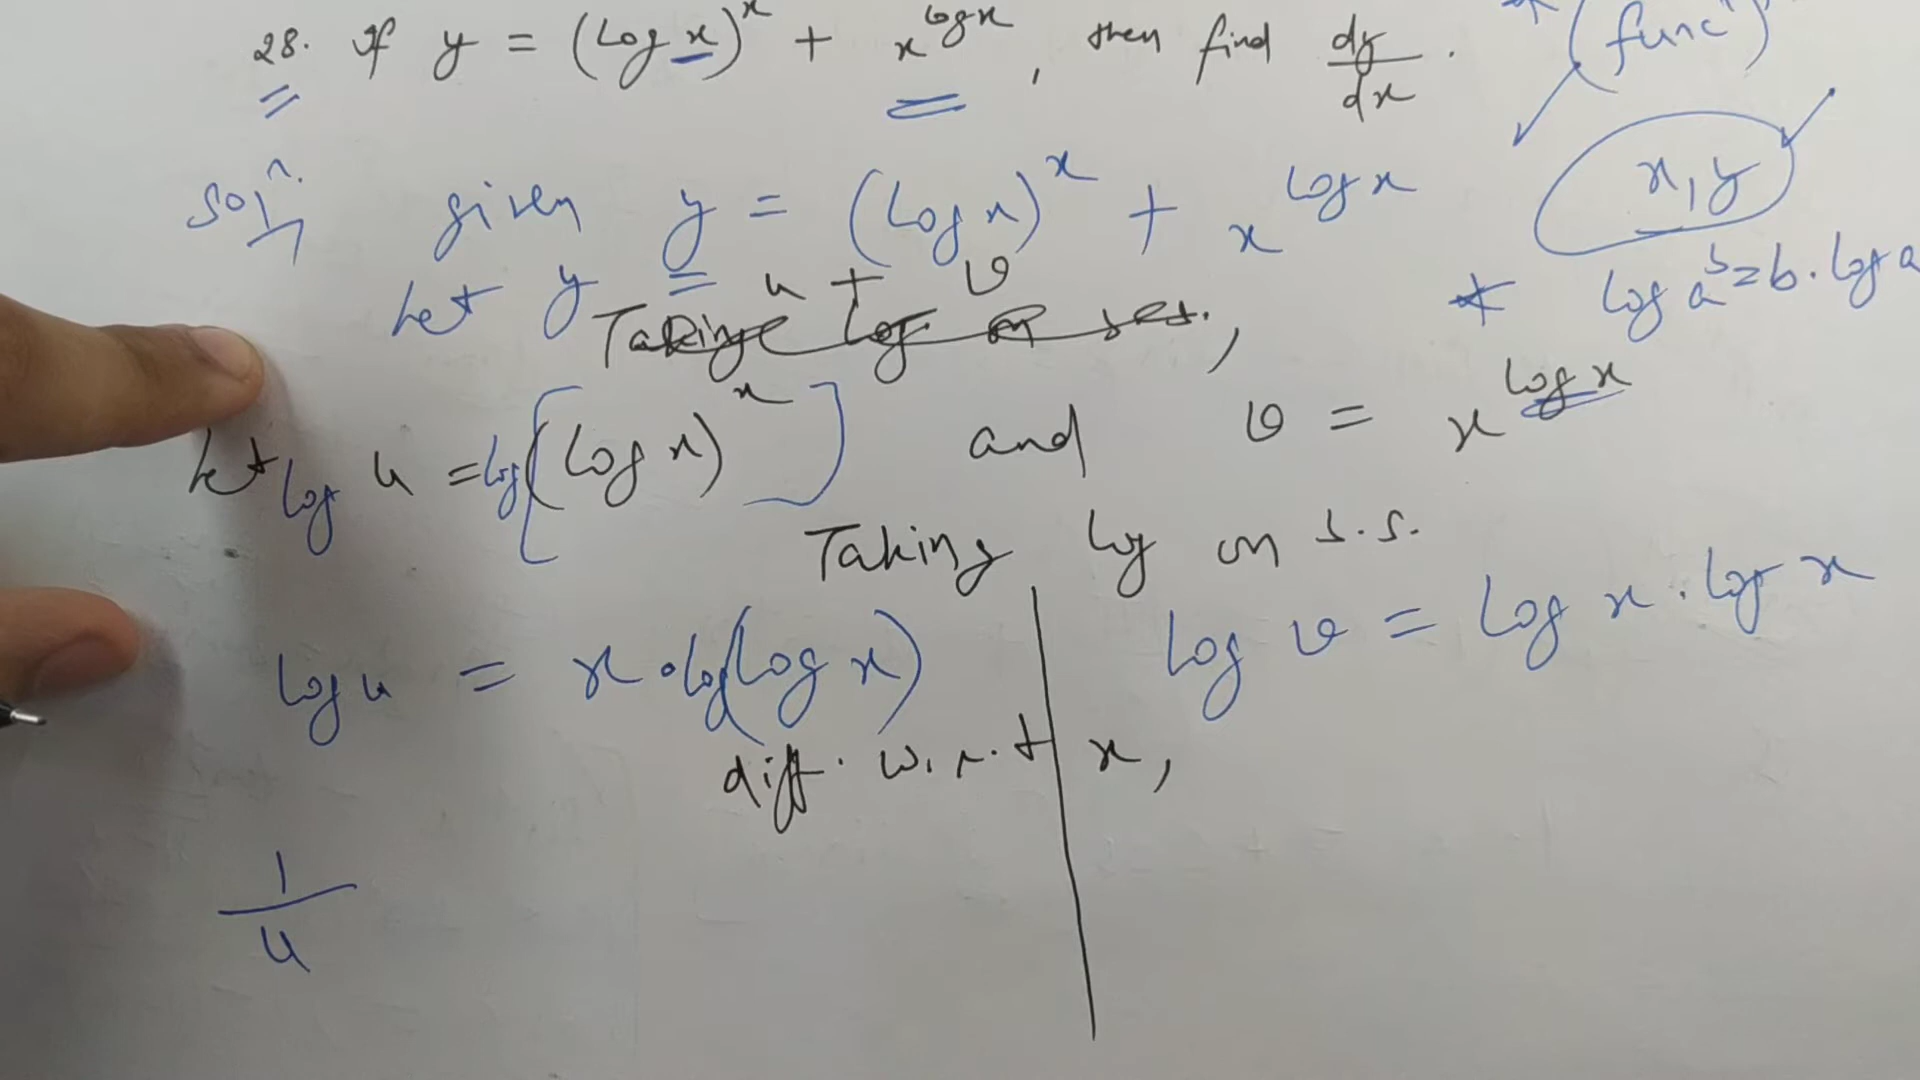 28. If y = (log x)^x + x^log x, then find dy/dx.
(func^n)
Sol^n. given y = (log x)^x + x^log x
x, y
Let y = u + v
* log a^b = b. log a
Taking log on s.s.,
Let log u = log[(log x)^x] and v = x^log x
Taking log on s.s.
log u = x • log(log x)
log v = log x . log x
diff. w.r.t x,
1/u